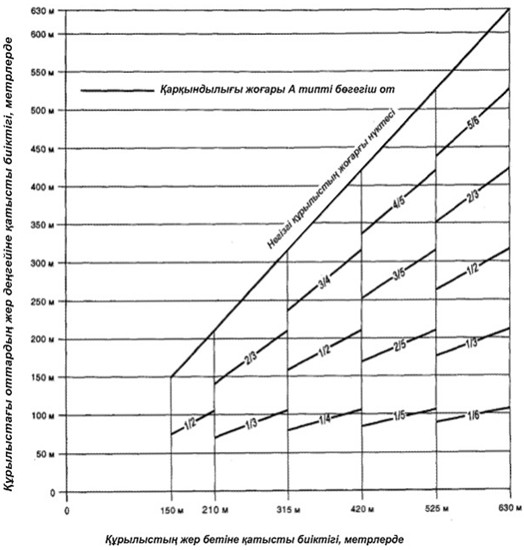 Құрылыстағы оттардың жер деңгейіне қатысты биіктігі, метрлерде
630 м
600 м
550 м
500 м
450 м
400 м
350 м
300 м
250 м
200 м
150 м
100 м
50 м
0
Қарқындылығы жоғары А типті бөгегіш от
Негізгі құрылыстың жоғарғы нүктесі
5/6
4/5
2/3
3/4
3/5
1/2
2/3
1/2
2/5
1/3
1/2
1/3
1/4
1/5
1/6
0
150 м
210 м
315 м
420 м
525 м
630 м
Құрылыстың жер бетіне қатысты биіктігі, метрлерде